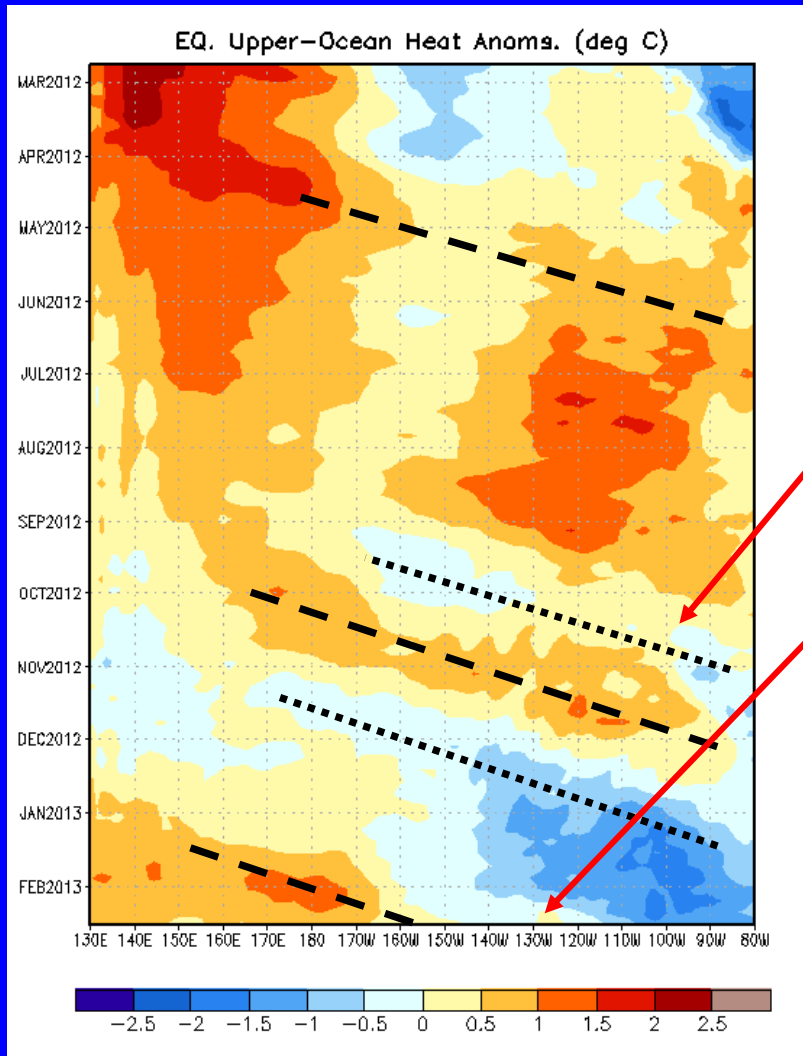 EQ. Upper-Ocean Heat Anoms. (deg C)
MAR2012
APR2012
MAY2012
JUN2012
JUL2012
AUG2012
SEP2012
OCT2012
NOV2012
DEC2012
JAN2013
FEB2013
130E 140E 150E 160E 170E 180 170W 160W 150W 140W 130W 120W 110W 100W 90W 80W
-2.5 -2 -1.5 -1 -0.5 0 0.5 1 1.5 2 2.5